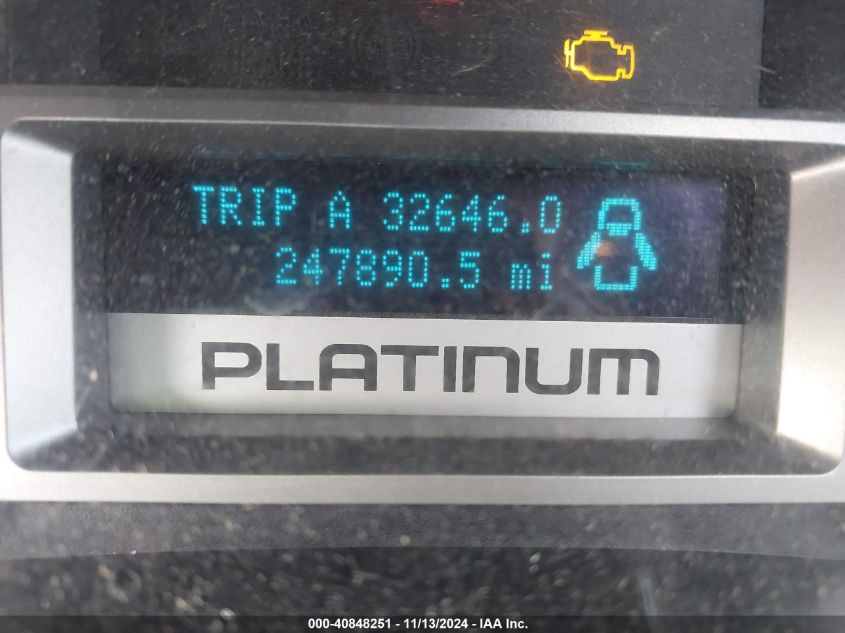 TRIP A 32646.0
247890.5 mi
PLATINUM
000-40848251 - 11/13/2024 - IAA Inc.